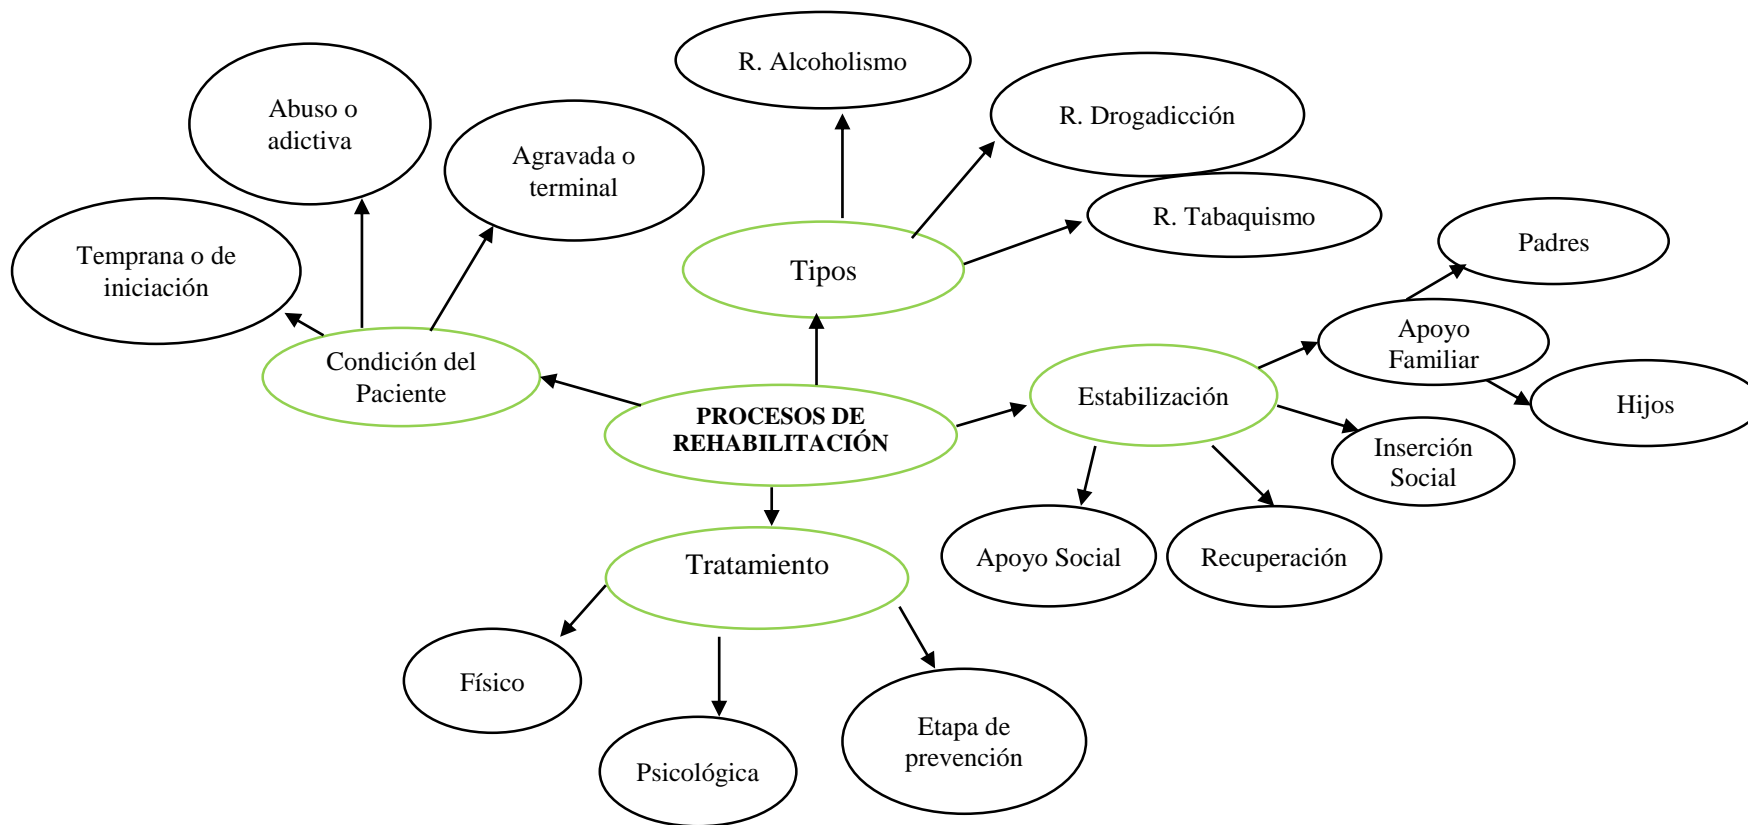 R. Alcoholismo
Abuso o
adictiva
R. Drogadicción
Agravada o
terminal
R. Tabaquismo
Padres
Temprana o de
iniciación
Tipos
Apoyo
Familiar
Condición del
Paciente
Estabilización
Hijos
PROCESOS DE
REHABILITACIÓN
Inserción
Social
Apoyo Social
Recuperación
Tratamiento
Físico
Etapa de
prevención
Psicológica